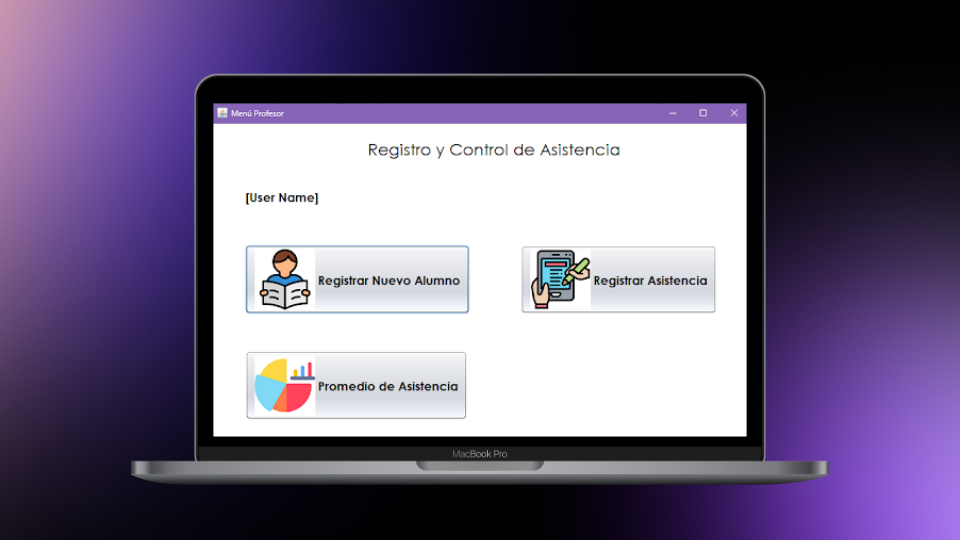 Menú Profesor
Registro y Control de Asistencia
[User Name]
Registrar Nuevo Alumno
Registrar Asistencia
Promedio de Asistencia
MacBook Pro